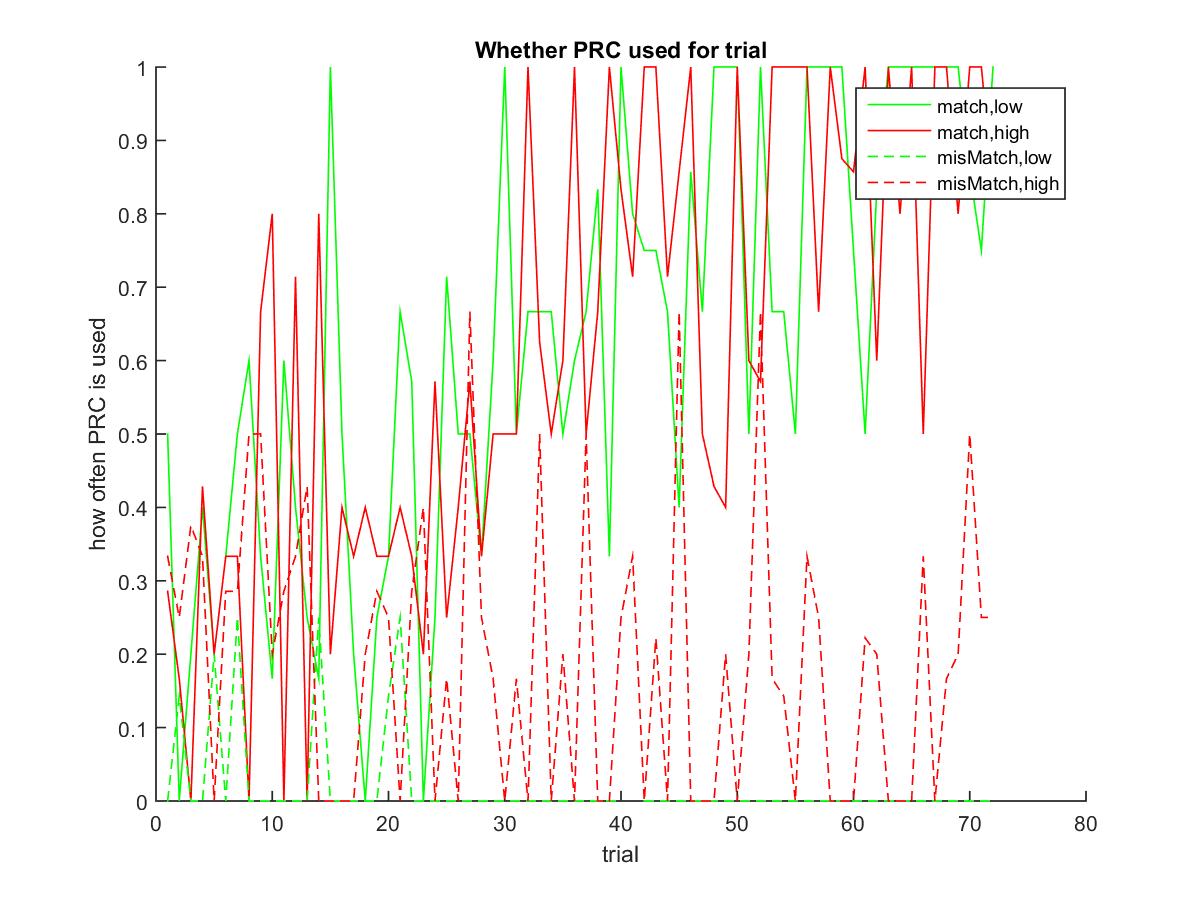 Whether PRC used for trial
1
0.9
0.8
0.7
0.6
0.5
0.4
0.3
0.2
0.1
0
how often PRC is used
match,low
match,high
misMatch,low
misMatch,high
0 10 20 30 40 50 60 70 80
trial